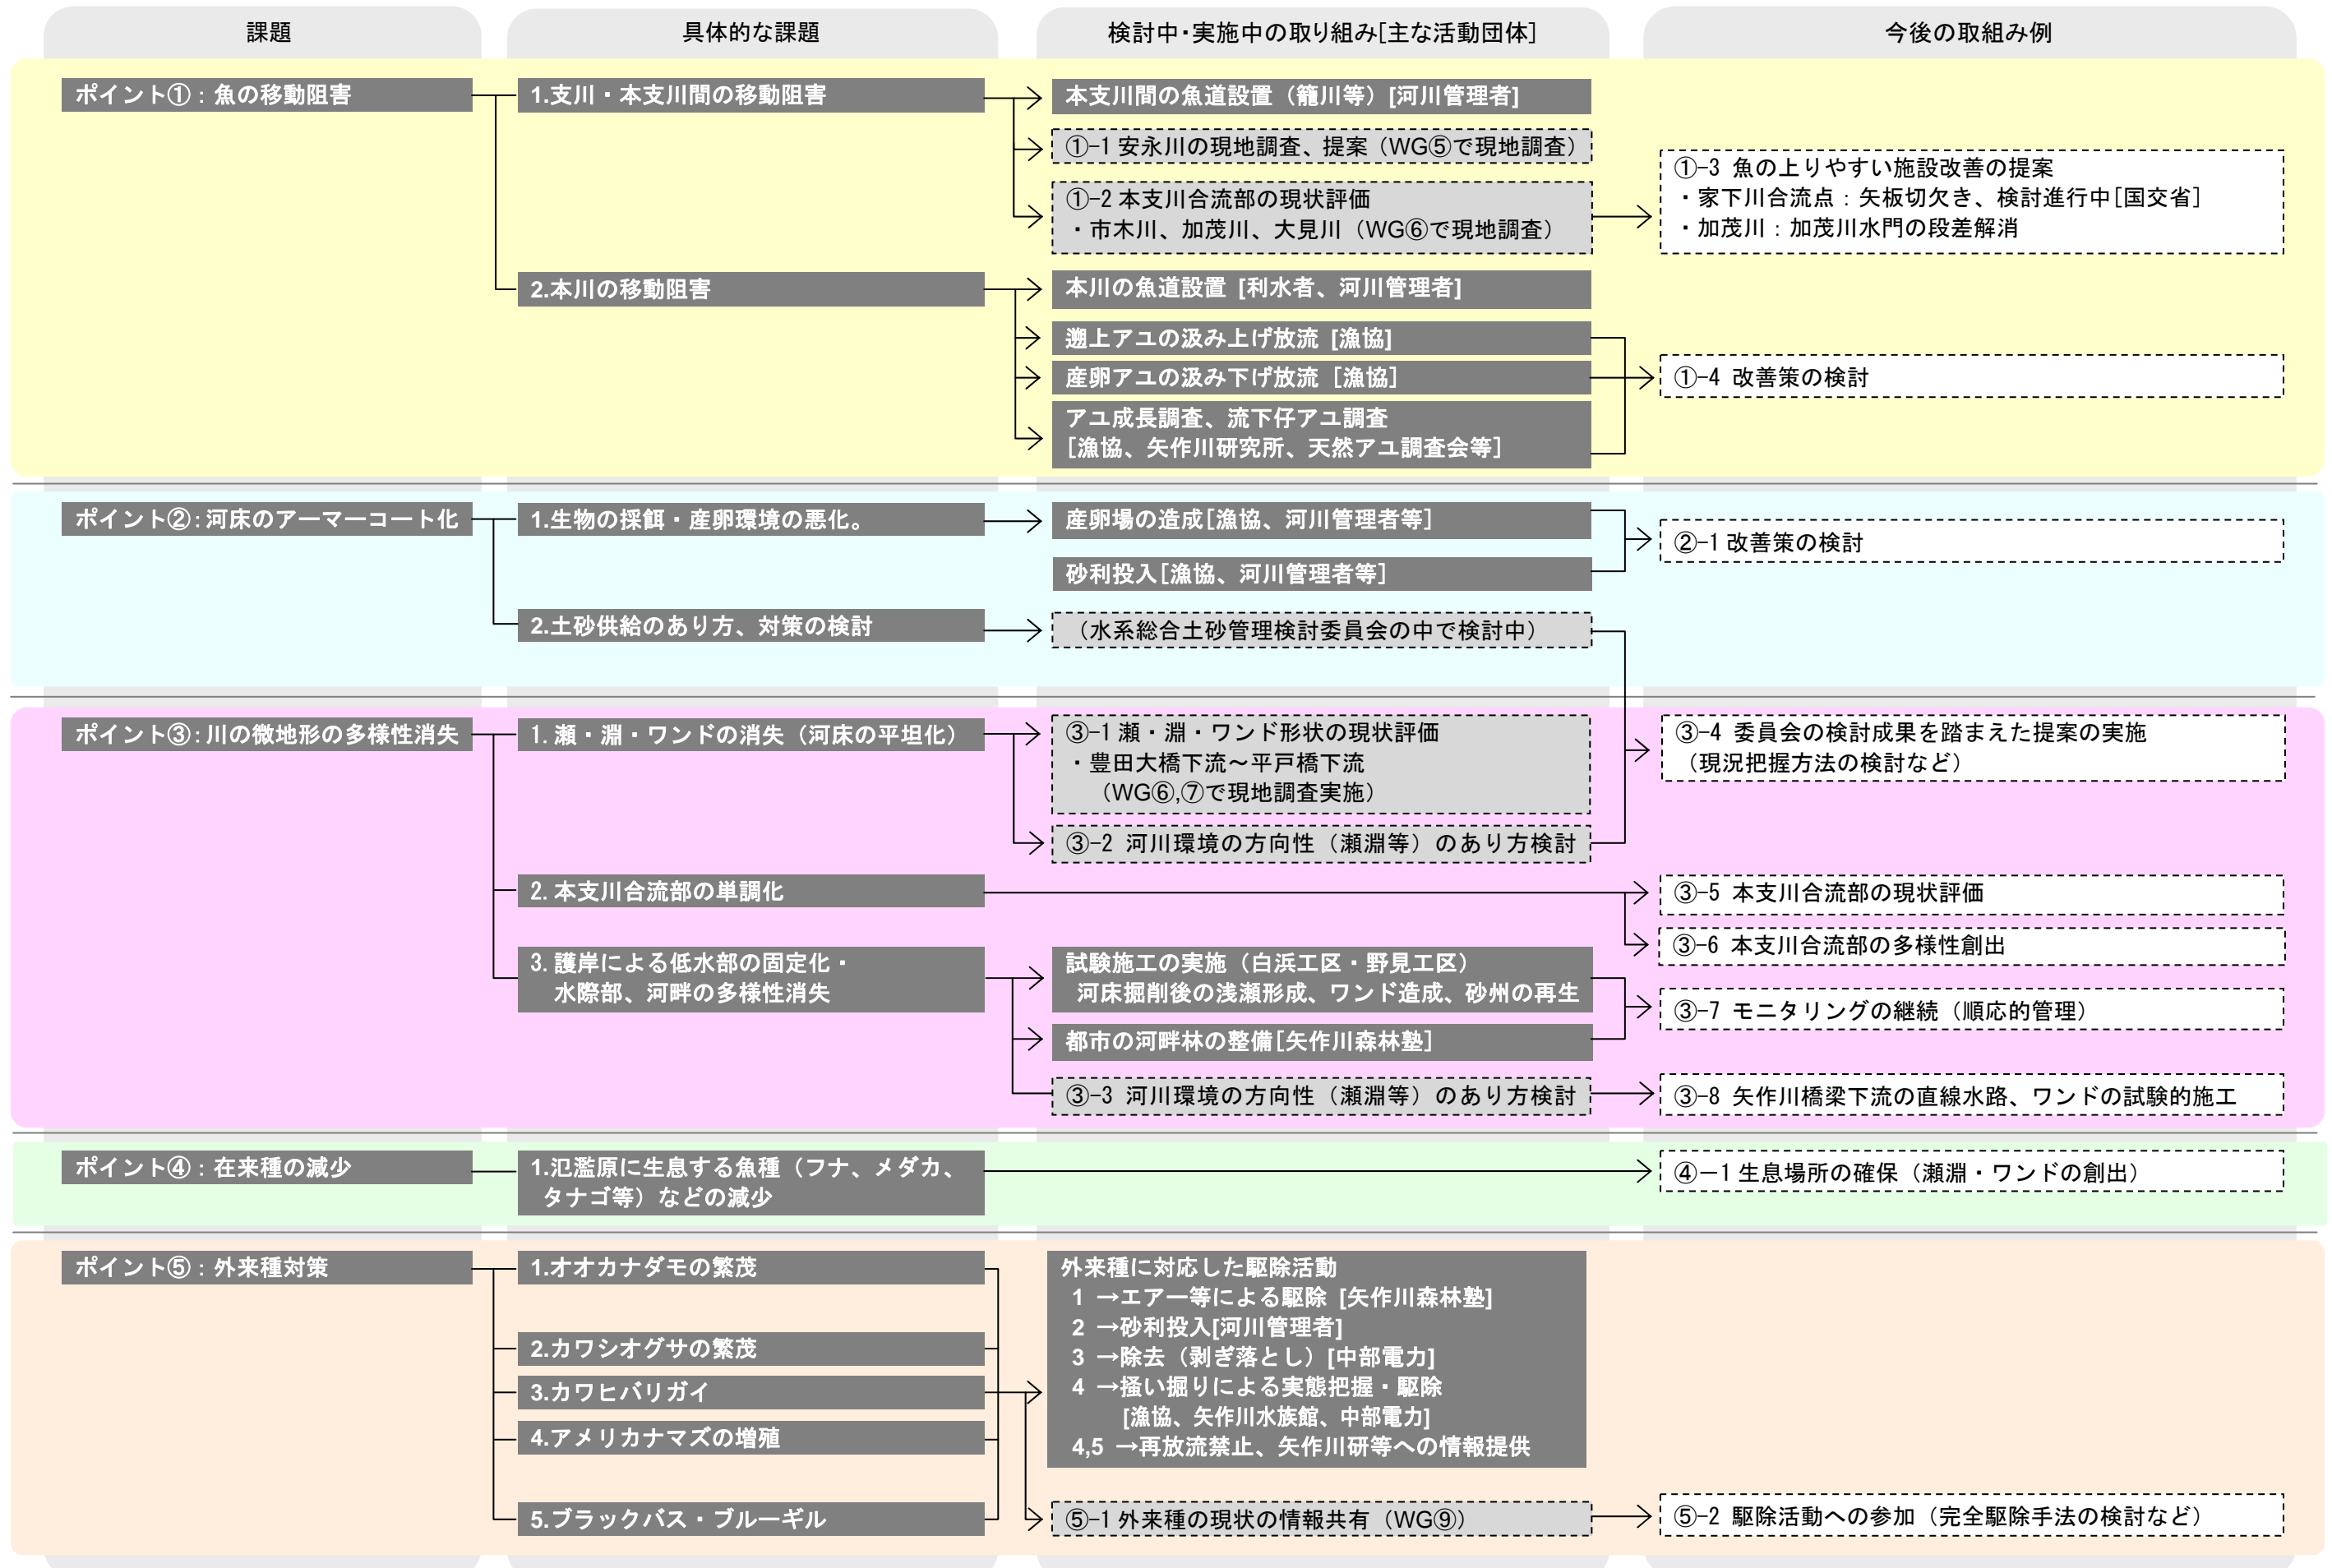 課題
具体的な課題
検討中・実施中の取り組み[主な活動団体]
今後の取組み例
ポイント①：魚の移動阻害
1.支川・本支川間の移動阻害
本支川間の魚道設置（籠川等）[河川管理者]
①-1 安永川の現地調査、提案（WG⑤で現地調査）
①-2 本支川合流部の現状評価
・市木川、加茂川、大見川（WG⑥で現地調査）
①-3 魚の上りやすい施設改善の提案
・家下川合流点：矢板切欠き、検討進行中[国交省]
・加茂川：加茂川水門の段差解消
2.本川の移動阻害
本川の魚道設置 [利水者、河川管理者]
遡上アユの汲み上げ放流 [漁協]
産卵アユの汲み下げ放流 [漁協]
アユ成長調査、流下仔アユ調査
[漁協、矢作川研究所、天然アユ調査会等]
①-4 改善策の検討
ポイント②：河床のアーマーコート化
1.生物の採餌・産卵環境の悪化。
産卵場の造成[漁協、河川管理者等]
砂利投入[漁協、河川管理者等]
②-1 改善策の検討
2.土砂供給のあり方、対策の検討
（水系総合土砂管理検討委員会の中で検討中）
ポイント③：川の微地形の多様性消失
1. 瀬・淵・ワンドの消失（河床の平坦化）
③-1 瀬・淵・ワンド形状の現状評価
・豊田大橋下流～平戸橋下流
（WG⑥,⑦で現地調査実施）
③-2 河川環境の方向性（瀬淵等）のあり方検討
③-4 委員会の検討成果を踏まえた提案の実施
（現況把握方法の検討など）
2. 本支川合流部の単調化
③-5 本支川合流部の現状評価
③-6 本支川合流部の多様性創出
3. 護岸による低水部の固定化・
水際部、河畔の多様性消失
試験施工の実施（白浜工区・野見工区）
河床掘削後の浅瀬形成、ワンド造成、砂州の再生
都市の河畔林の整備[矢作川森林塾]
③-3 河川環境の方向性（瀬淵等）のあり方検討
③-7 モニタリングの継続（順応的管理）
③-8 矢作川橋梁下流の直線水路、ワンドの試験的施工
ポイント④：在来種の減少
1.氾濫原に生息する魚種（フナ、メダカ、
タナゴ等）などの減少
④－1 生息場所の確保（瀬淵・ワンドの創出）
ポイント⑤：外来種対策
1.オオカナダモの繁茂
2.カワシオグサの繁茂
3.カワヒバリガイ
4.アメリカナマズの増殖
5.ブラックバス・ブルーギル
外来種に対応した駆除活動
1 →エアー等による駆除 [矢作川森林塾]
2 →砂利投入[河川管理者]
3 →除去（剥ぎ落とし）[中部電力]
4 →掻い掘りによる実態把握・駆除
[漁協、矢作川水族館、中部電力]
4,5 →再放流禁止、矢作川研等への情報提供
⑤-1 外来種の現状の情報共有（WG⑨）
⑤-2 駆除活動への参加（完全駆除手法の検討など）